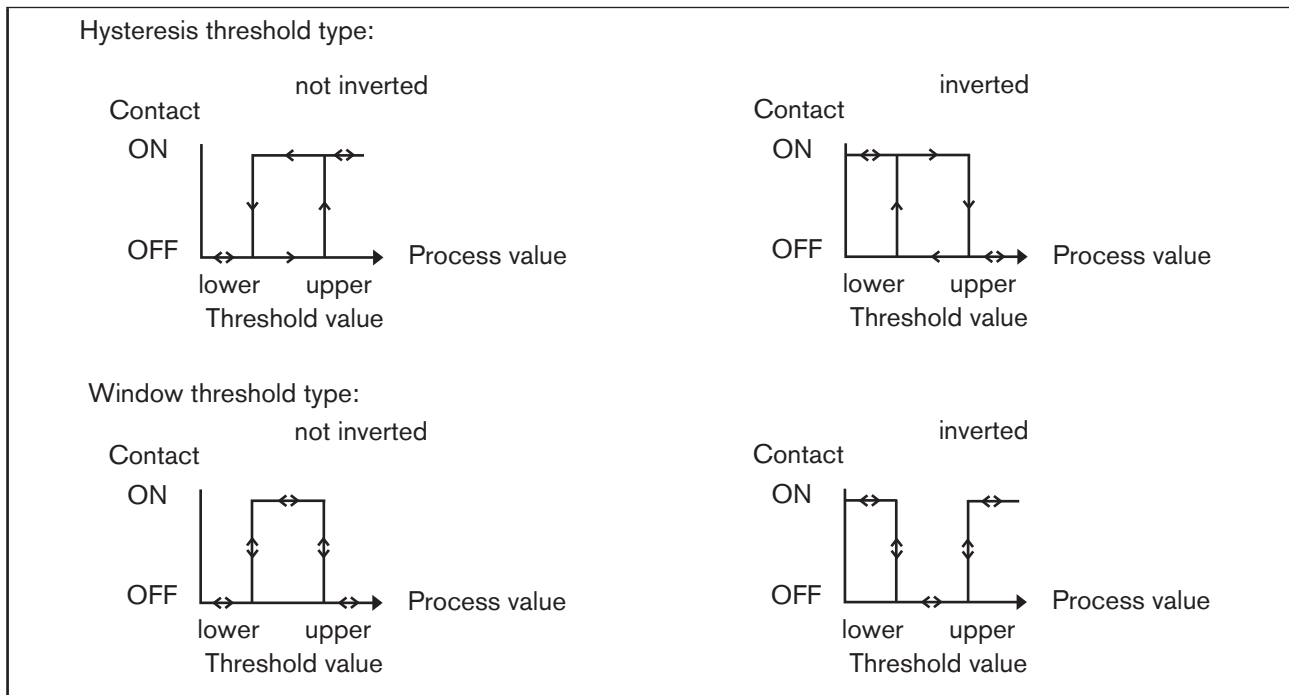 Hysteresis threshold type:
not inverted
Contact
ON
OFF
Process value
lower upper
Threshold value
inverted
Contact
ON
OFF
Process value
lower upper
Threshold value
Window threshold type:
not inverted
Contact
ON
OFF
Process value
lower upper
Threshold value
inverted
Contact
ON
OFF
Process value
lower upper
Threshold value